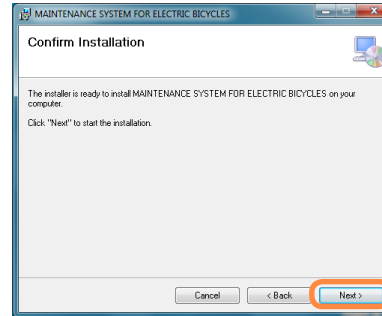 MAINTENANCE SYSTEM FOR ELECTRIC BICYCLES
Confirm Installation
The installer is ready to install MAINTENANCE SYSTEM FOR ELECTRIC BICYCLES on your
computer.
Click "Next" to start the installation.
Cancel
< Back
Next >